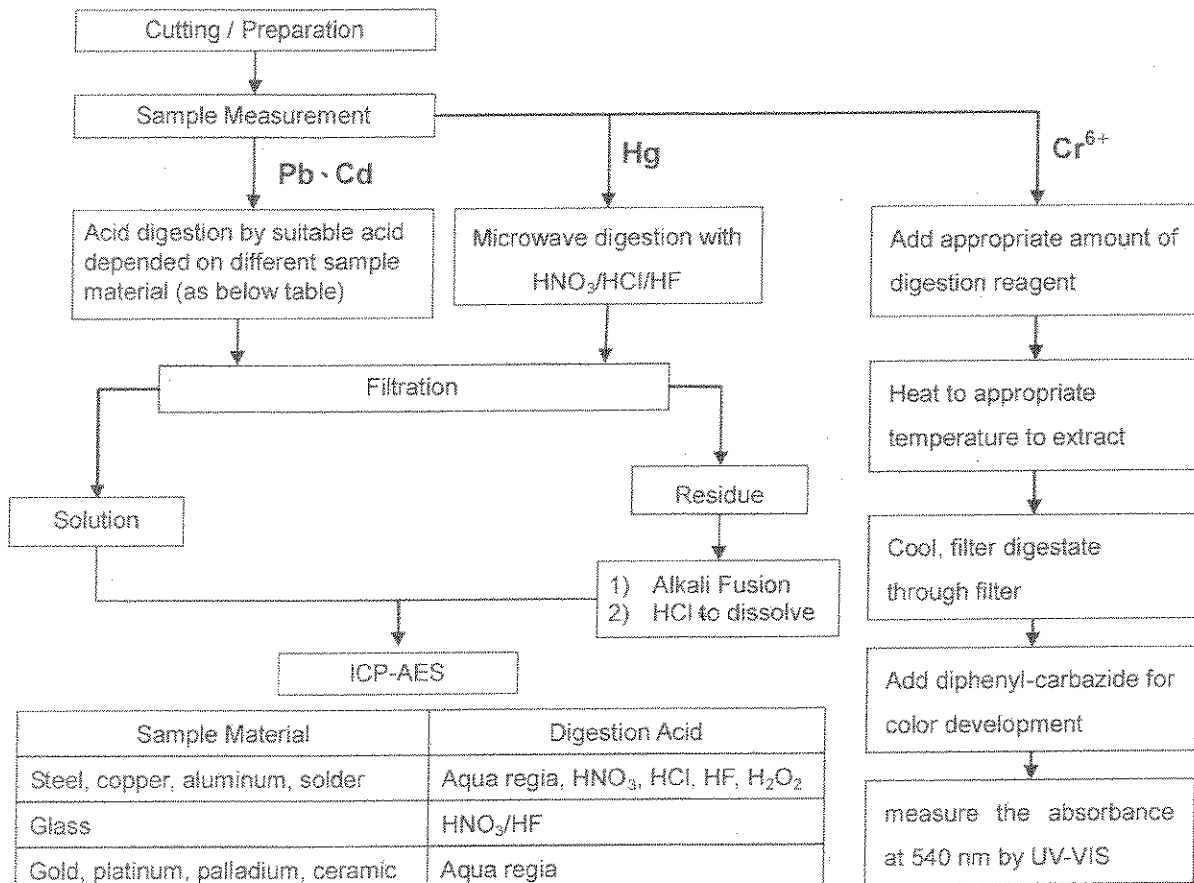 Cutting / Preparation
Sample Measurement
Pb、Cd
Hg
Cr⁶⁺
Acid digestion by suitable acid
depended on different sample
material (as below table)
Microwave digestion with
HNO₃/HCl/HF
Add appropriate amount of
digestion reagent
Filtration
Heat to appropriate
temperature to extract
Solution
Residue
1) Alkali Fusion
2) HCl to dissolve
Cool, filter digestate
through filter
ICP-AES
Add diphenyl-carbazide for
color development
measure the absorbance
at 540 nm by UV-VIS
Sample Material Digestion Acid
Steel, copper, aluminum, solder Aqua regia, HNO₃, HCl, HF, H₂O₂
Glass HNO₃/HF
Gold, platinum, palladium, ceramic Aqua regia